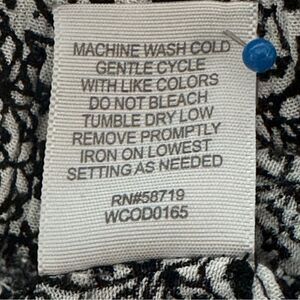 MACHINE WASH COLD
GENTLE CYCLE
WITH LIKE COLORS
DO NOT BLEACH
TUMBLE DRY LOW
REMOVE PROMPTLY
IRON ON LOWEST
SETTING AS NEEDED
RN#58719
WCOD0165